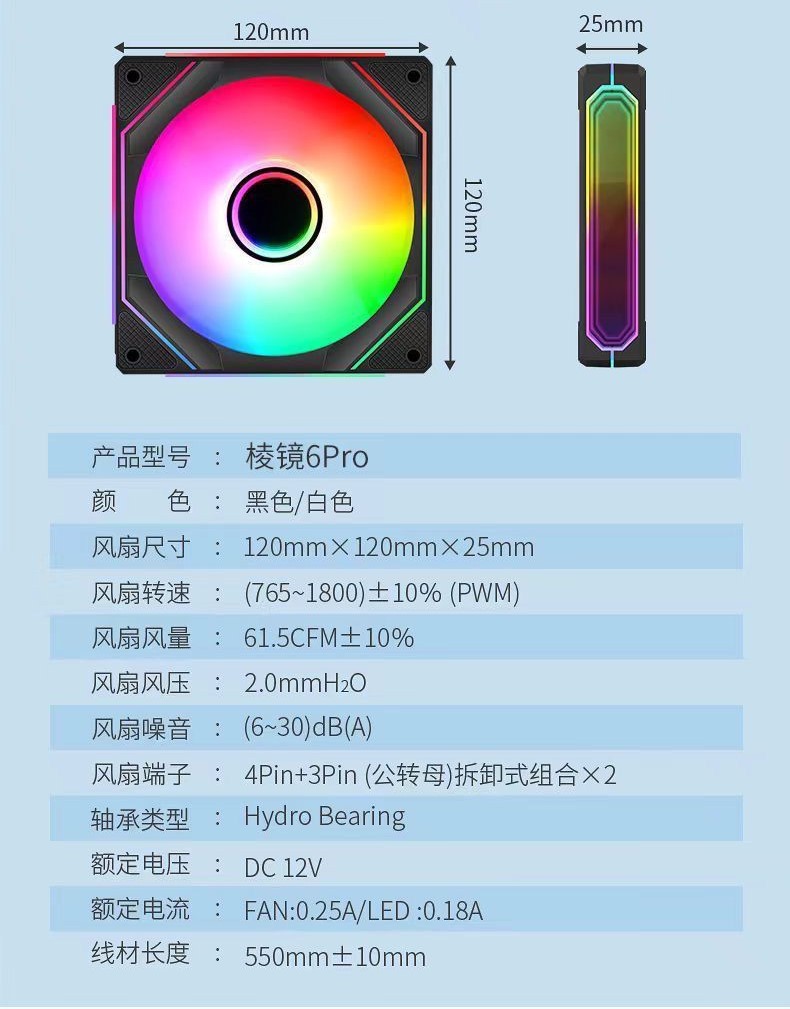 120mm
25mm
120mm
产品型号 : 棱镜6Pro
颜 色 : 黑色/白色
风扇尺寸 : 120mm×120mm×25mm
风扇转速 : (765~1800)±10% (PWM)
风扇风量 : 61.5CFM±10%
风扇风压 : 2.0mmH₂O
风扇噪音 : (6~30)dB(A)
风扇端子 : 4Pin+3Pin (公转母)拆卸式组合×2
轴承类型 : Hydro Bearing
额定电压 : DC 12V
额定电流 : FAN:0.25A/LED :0.18A
线材长度 : 550mm±10mm